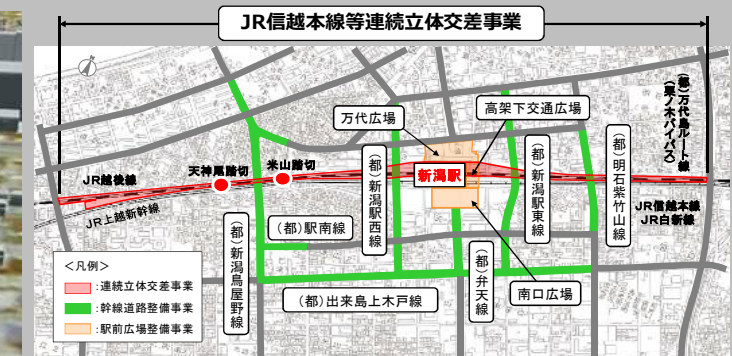 JR信越本線等連続立体交差事業
万代広場
高架下交通広場
(都)万代島ルート線
(栗ノ木バイパス)
天神尾踏切
米山踏切
JR越後線
(都)新潟駅西線
新潟駅
(都)新潟駅東線
(都)明石紫竹山線
JR上越新幹線
JR信越本線
JR白新線
(都)駅南線
(都)新潟鳥屋野線
(都)弁天線
南口広場
(都)出来島上木戸線
<凡例>
:連続立体交差事業
:幹線道路整備事業
:駅前広場整備事業